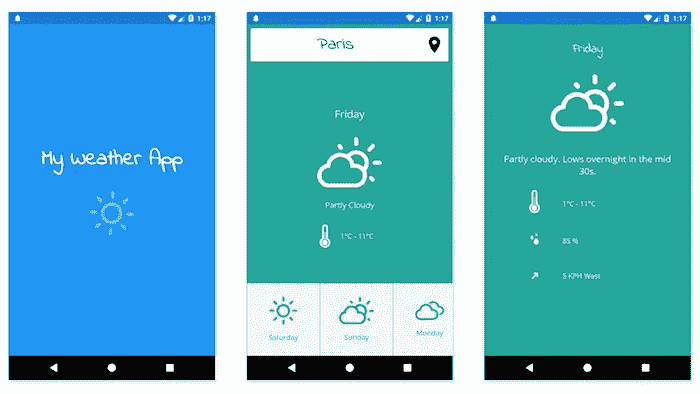 1:17
My Weather App
1:17
Paris
Friday
Partly Cloudy
1°C - 11°C
Saturday
Sunday
Monday
1:17
Friday
Partly cloudy. Lows overnight in the mid
30s.
1°C - 11°C
85 %
5 KPH West